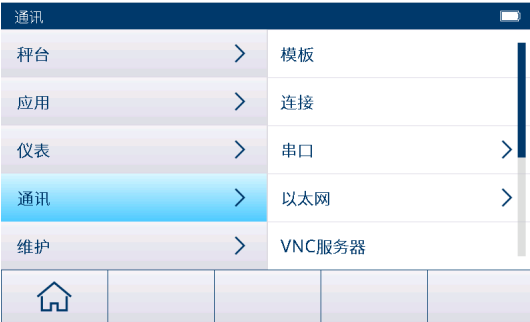 通讯
秤台
应用
仪表
通讯
维护
模板
连接
串口
以太网
VNC服务器